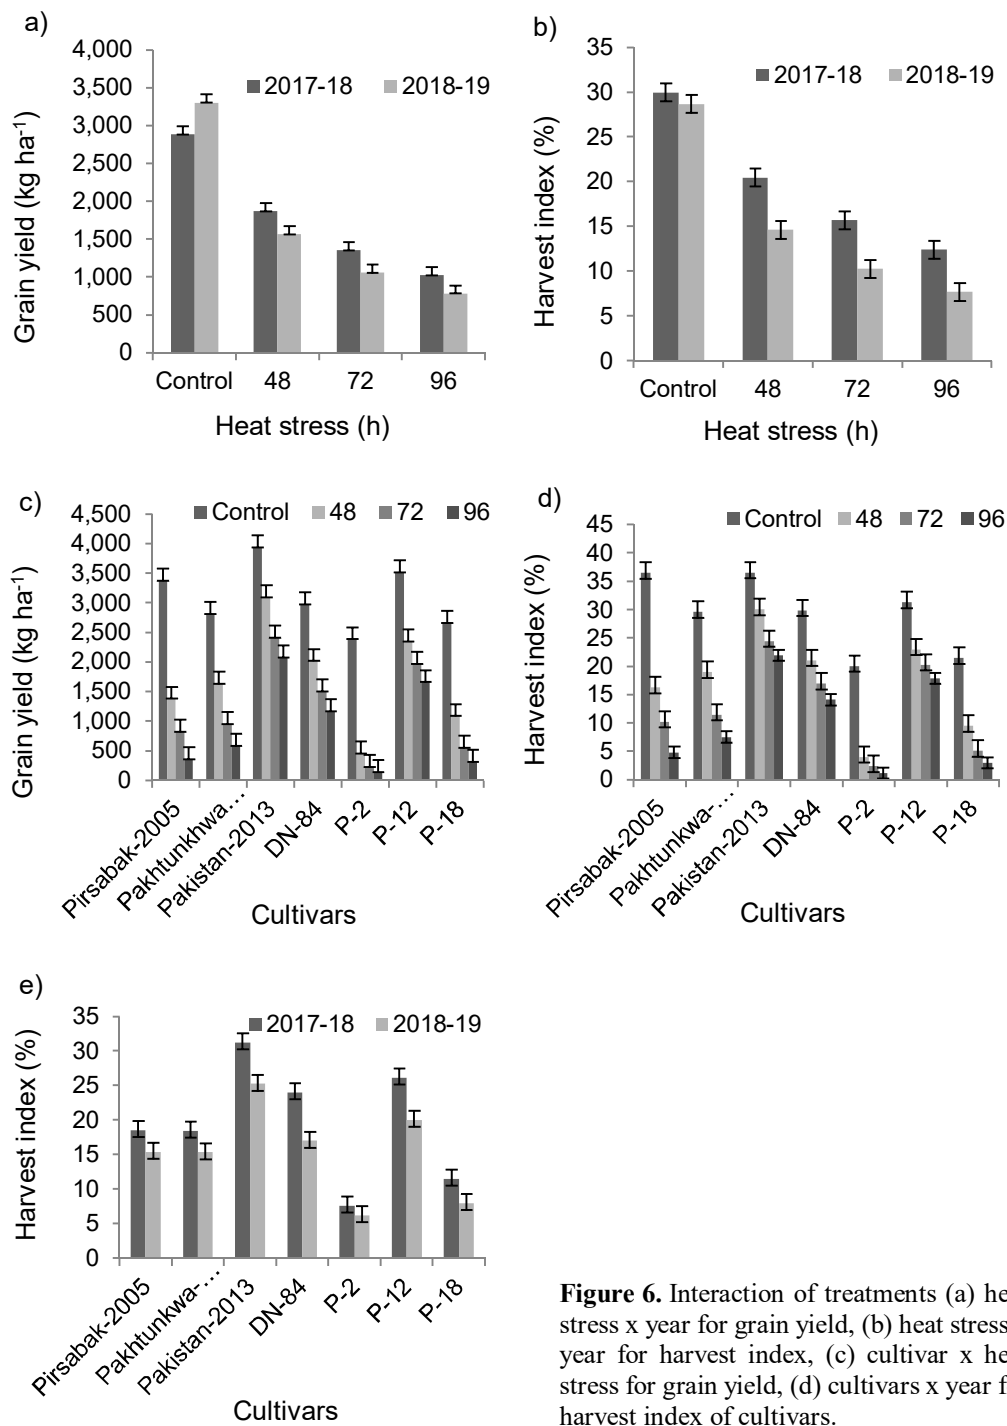 a)
4,000
3,500
3,000
2,500
2,000
1,500
1,000
500
0
Grain yield (kg ha⁻¹)
2017-18 2018-19
Control 48 72 96
Heat stress (h)
b)
35
30
25
20
15
10
5
0
Harvest index (%)
2017-18 2018-19
Control 48 72 96
Heat stress (h)
c)
4,500
4,000
3,500
3,000
2,500
2,000
1,500
1,000
500
0
Grain yield (kg ha⁻¹)
Control 48 72 96
Pirsabak-2005
Pakhtunkhwa…
Pakistan-2013
DN-84
P-2
P-12
P-18
Cultivars
d)
45
40
35
30
25
20
15
10
5
0
Harvest index (%)
Control 48 72 96
Pirsabak-2005
Pakhtunkwa-…
Pakistan-2013
DN-84
P-2
P-12
P-18
Cultivars
e)
35
30
25
20
15
10
5
0
Harvest index (%)
2017-18 2018-19
Pirsabak-2005
Pakhtunkwa-…
Pakistan-2013
DN-84
P-2
P-12
P-18
Cultivars
Figure 6. Interaction of treatments (a) he
stress x year for grain yield, (b) heat stress
year for harvest index, (c) cultivar x he
stress for grain yield, (d) cultivars x year f
harvest index of cultivars.